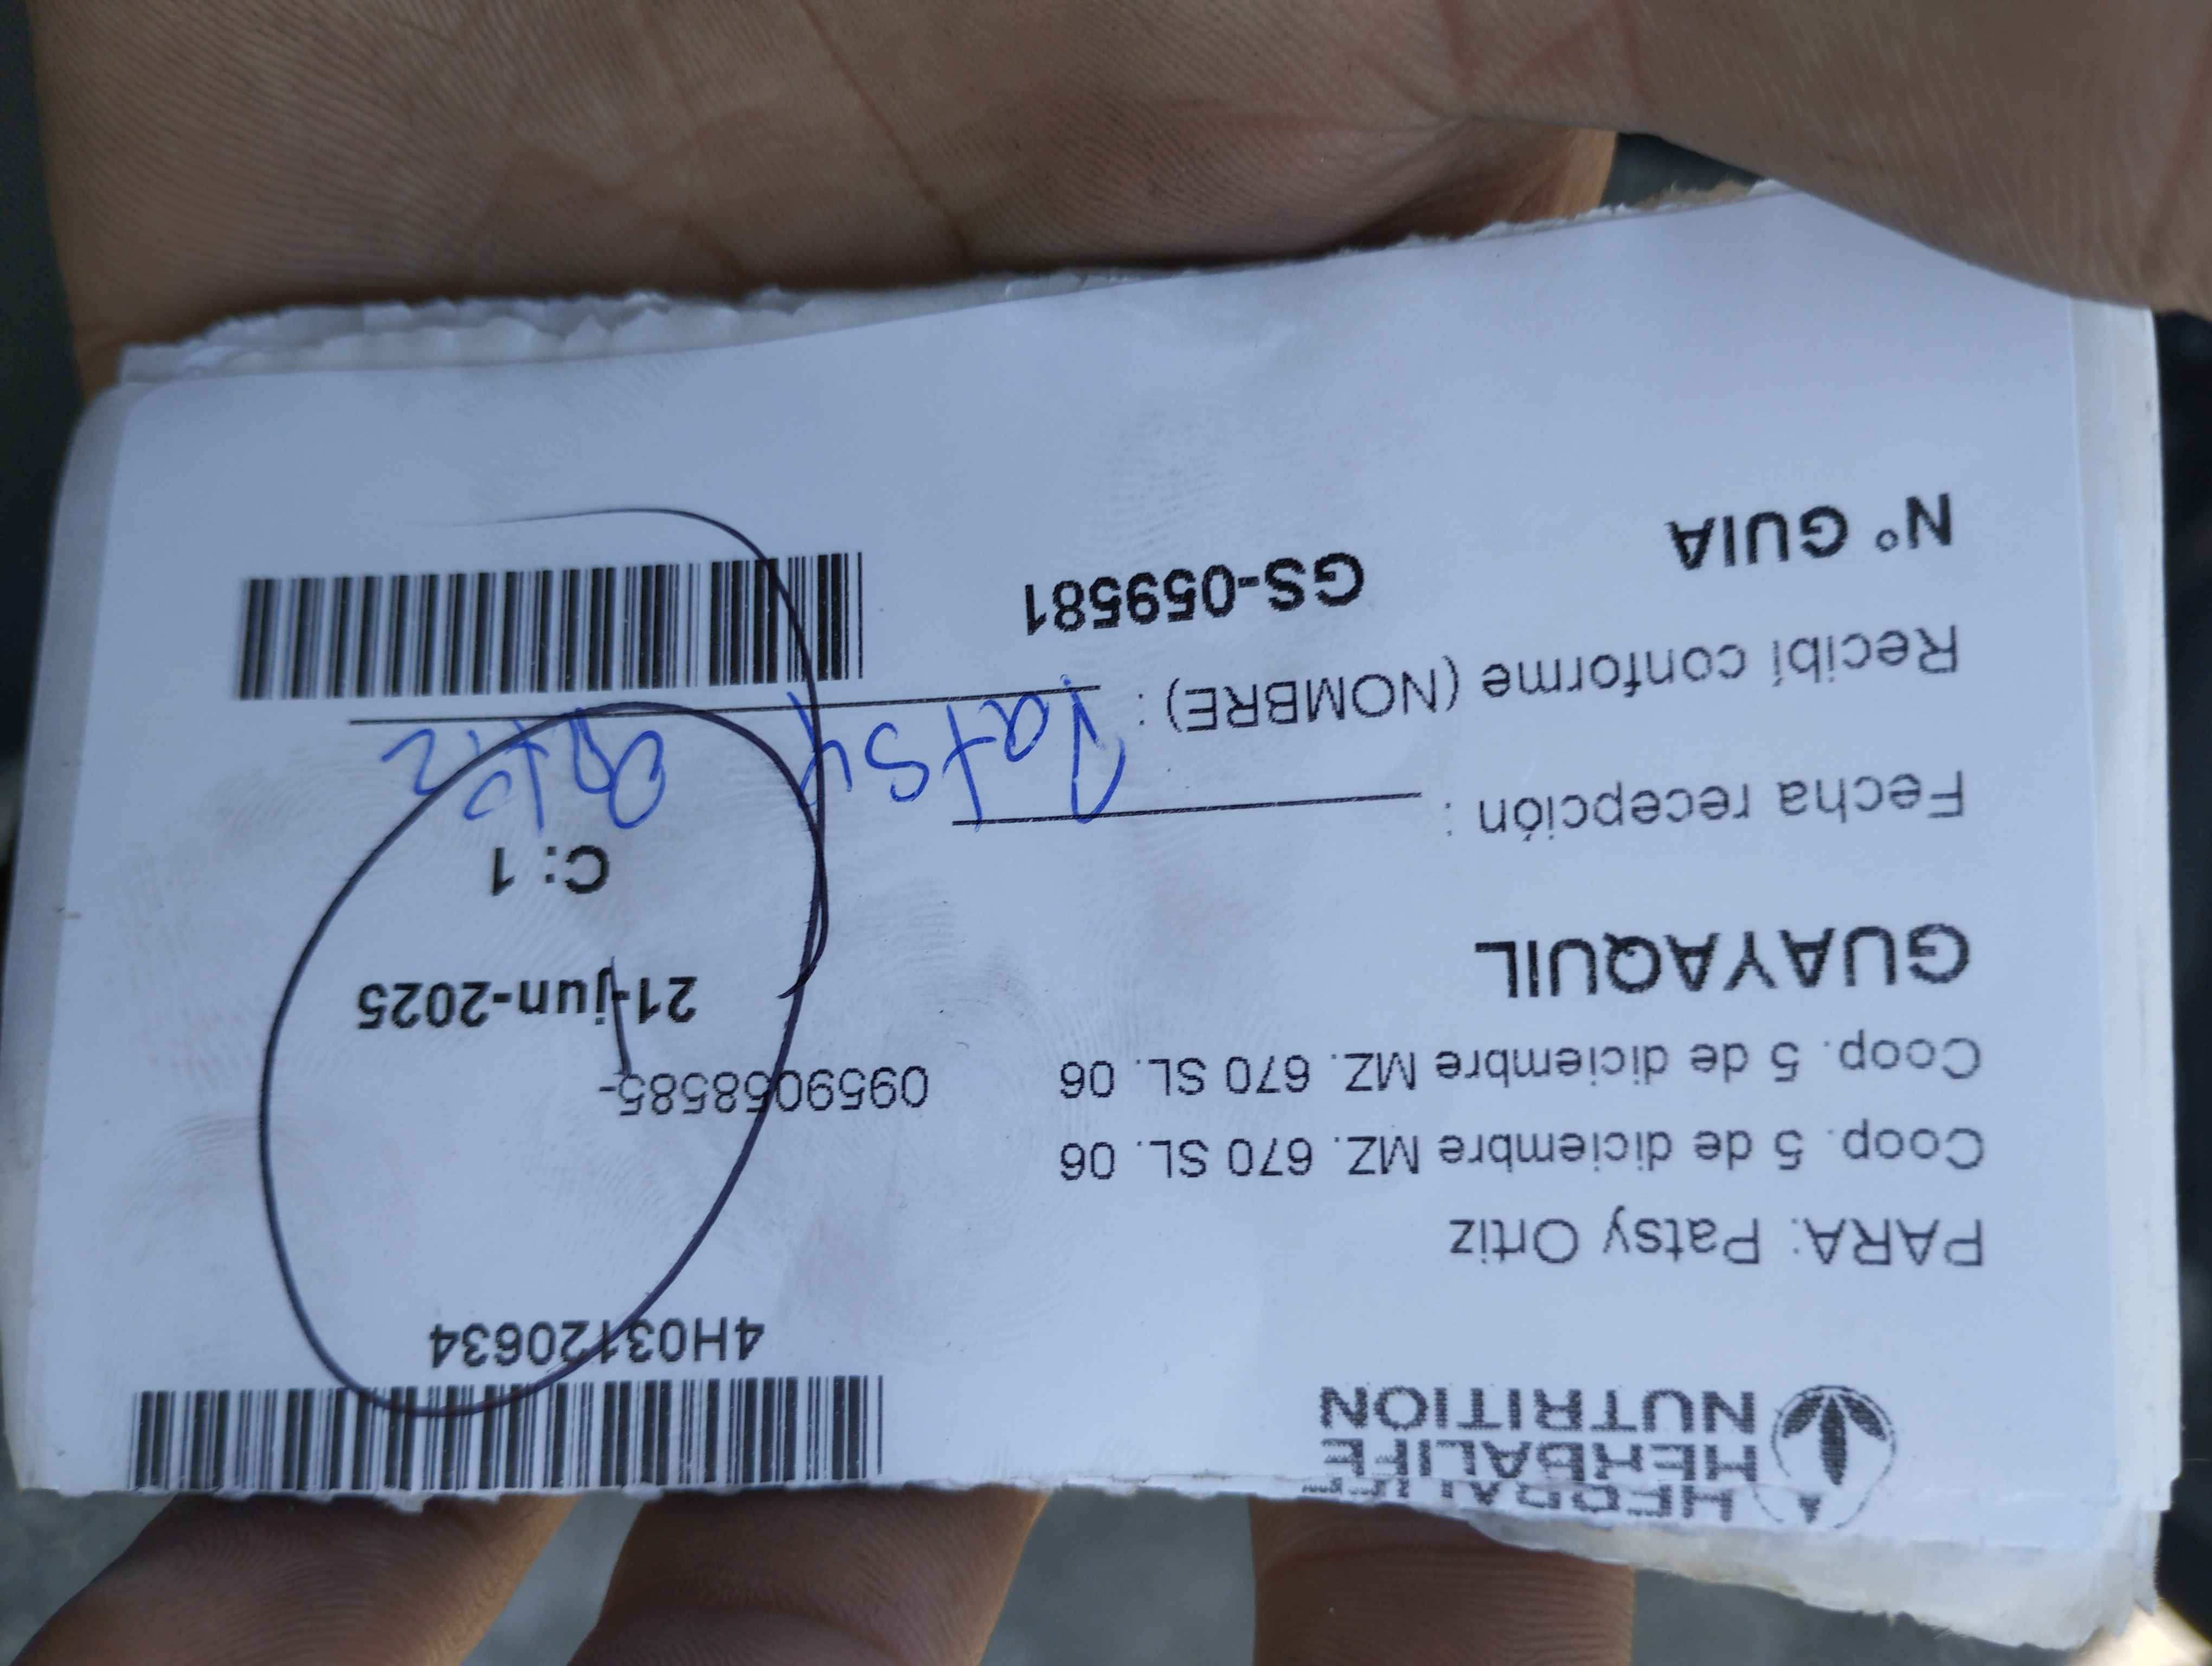 HERBALIFE
HERBALIFE
NUTRITION
4H03120634
PARA: Patsy Ortiz
Coop. 5 de diciembre MZ. 670 SL. 06
Coop. 5 de diciembre MZ. 670 SL. 06
0959068585-
GUAYAQUIL
21-jun-2025
Fecha recepción :
C: 1
Recibí conforme (NOMBRE) : Patsy Ortiz
N° GUIA GS-059581